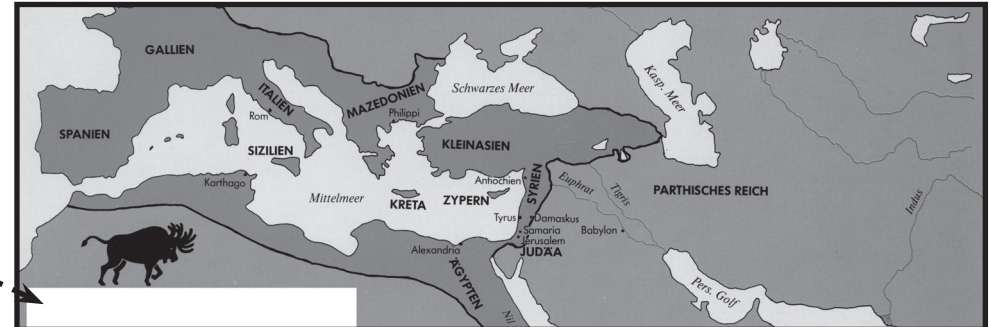 GALLIEN
SPANIEN
ITALIEN
Rom
SIZILIEN
Karthago
Mittelmeer
MAZEDONIEN
Philippi
Schwarzes Meer
KLEINASIEN
KRETA
ZYPERN
Antiochien
SYRIEN
Tyrus
Damaskus
Samaria
Jerusalem
JUDÄA
Alexandria
ÄGYPTEN
Nil
Euphrat
Tigris
Babylon
Kasp. Meer
PARTHISCHES REICH
Pers. Golf
Indus